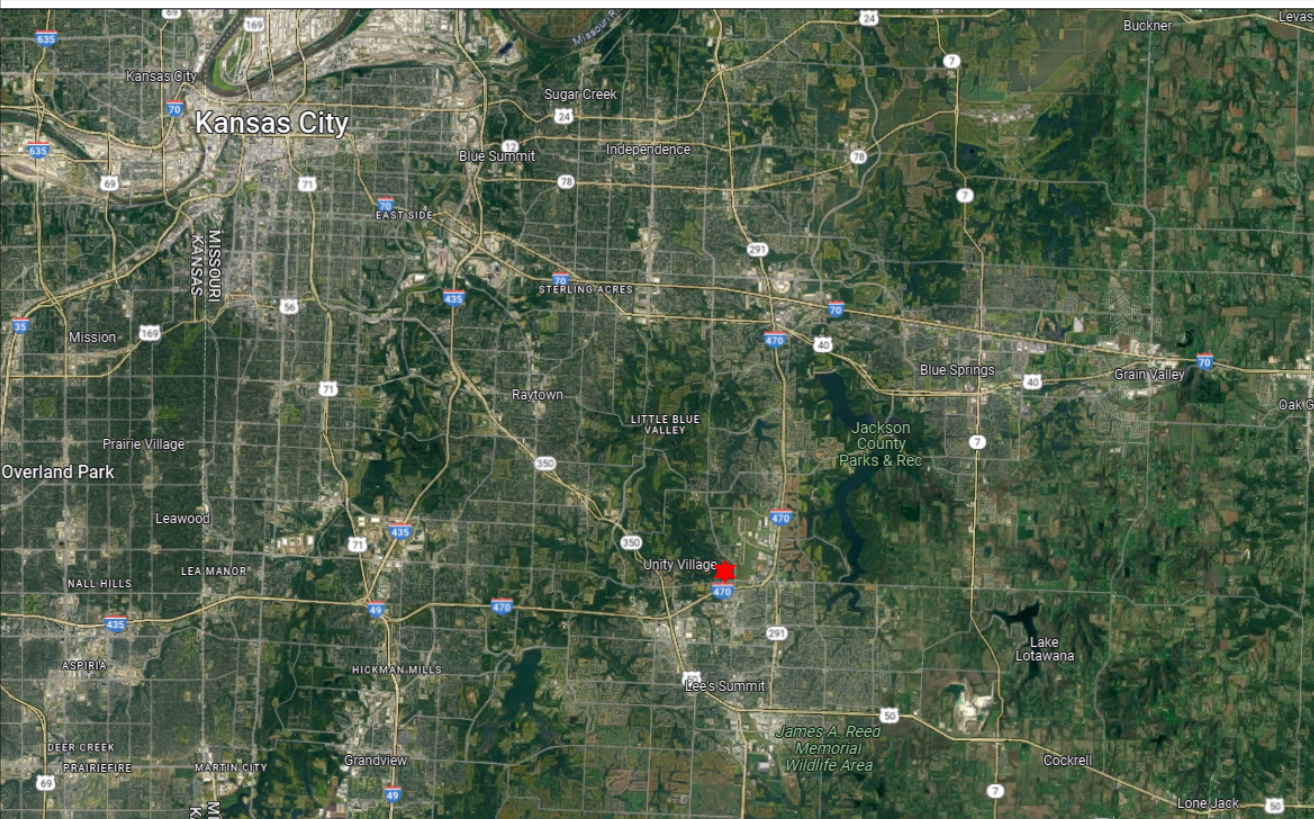 69
169
24
Buckner
Levas
635
Missouri Ri
7
Kansas City
70
Sugar Creek
24
Kansas City
635
12
Blue Summit
Independence
78
69
71
78
7
70
EAST SIDE
MISSOURI
KANSAS
291
70
STERLING ACRES
435
56
70
35
Mission
169
470
40
Blue Springs
40
Grain Valley
70
71
Raytown
Oak G
LITTLE BLUE
VALLEY
Jackson
County
Parks & Rec
Prairie Village
7
Overland Park
350
Leawood
435
470
71
350
Unity Village
LEA MANOR
NALL HILLS
470
49
470
435
291
Lake
Lotawana
ASPIRIA
HICKMAN MILLS
Lee's Summit
50
James A. Reed
Memorial
Wildlife Area
DEER CREEK
PRAIRIEFIRE
MARTIN CITY
Grandview
Cockrell
69
49
7
Lone Jack
50
MI
K